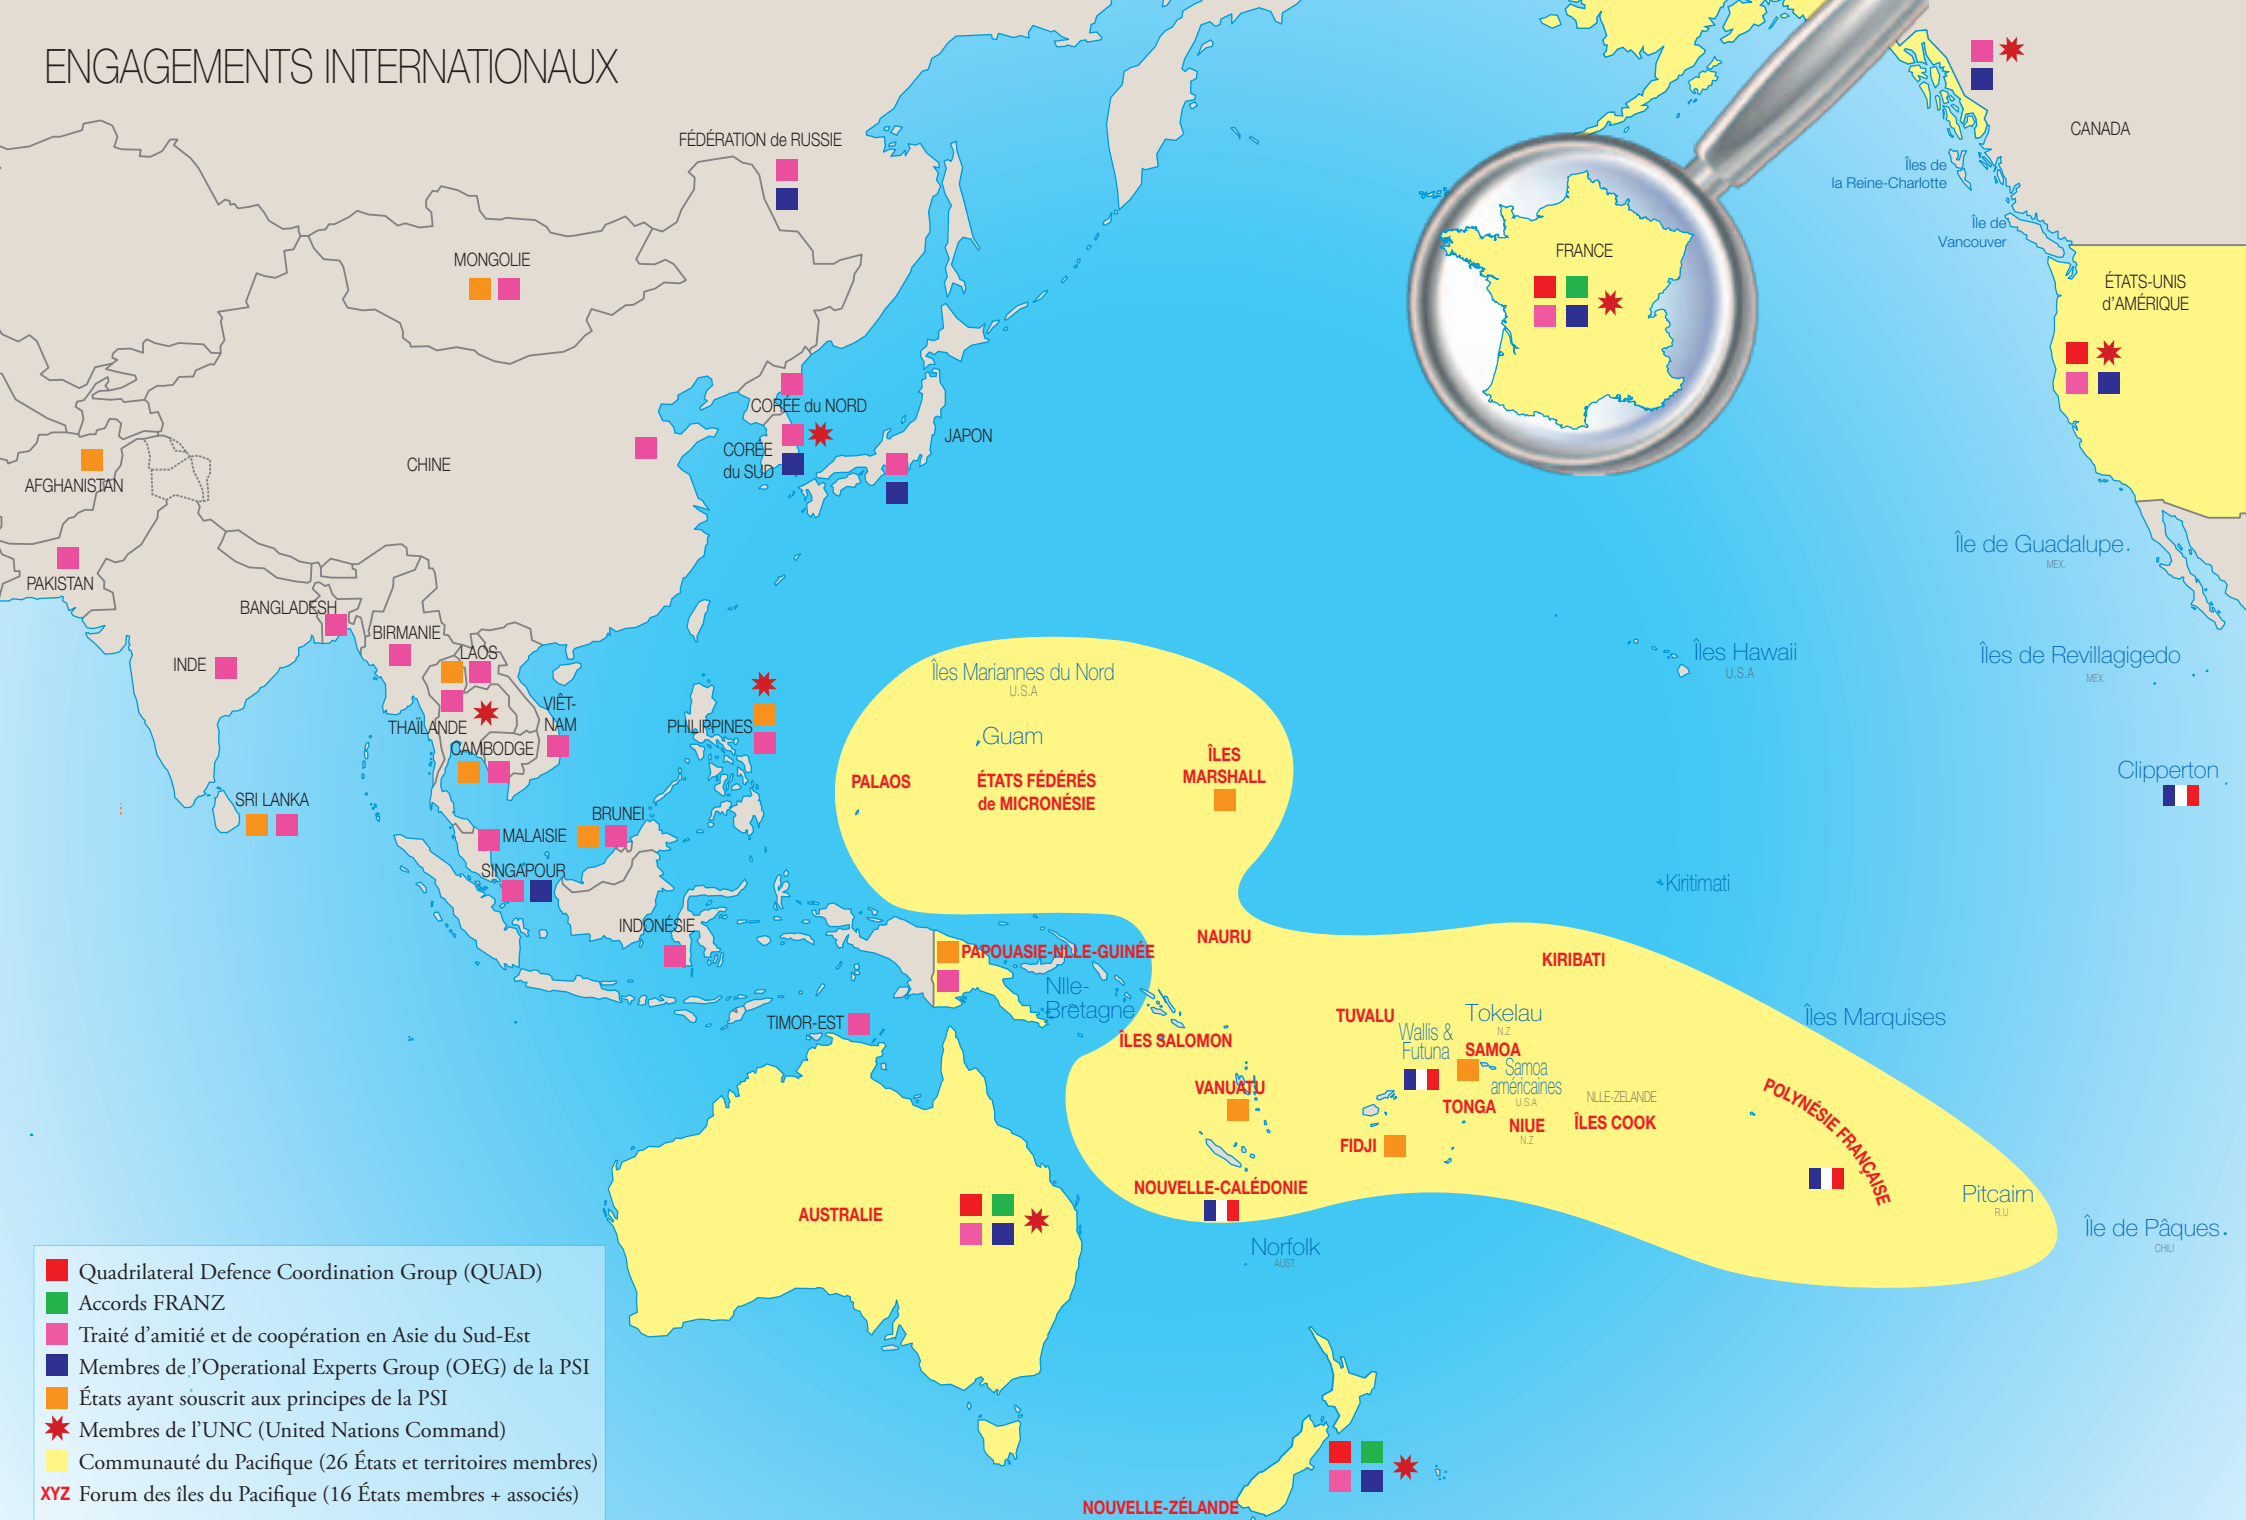 ENGAGEMENTS INTERNATIONAUX
CANADA
FÉDÉRATION de RUSSIE
Îles de
la Reine-Charlotte
Île de
Vancouver
MONGOLIE
FRANCE
ÉTATS-UNIS
d'AMÉRIQUE
CORÉE du NORD
JAPON
CORÉE
du SUD
CHINE
AFGHANISTAN
PAKISTAN
Île de Guadalupe
MEX.
BANGLADESH
BIRMANIE
LAOS
INDE
Îles Hawaii
U.S.A
Îles de Revillagigedo
MEX.
Îles Mariannes du Nord
U.S.A
VIÊT-
NAM
THAÏLANDE
PHILIPPINES
CAMBODGE
Guam
ÎLES
MARSHALL
PALAOS
ÉTATS FÉDÉRÉS
de MICRONÉSIE
Clipperton
SRI LANKA
BRUNEI
MALAISIE
SINGAPOUR
Kiritimati
INDONÉSIE
NAURU
PAPOUASIE-NLLE-GUINÉE
KIRIBATI
Nlle-
Bretagne
TIMOR-EST
TUVALU
Tokelau
N.Z
Îles Marquises
Wallis &
Futuna
ÎLES SALOMON
SAMOA
Samoa
américaines
U.S.A
VANUATU
NLLE-ZELANDE
TONGA
NIUE
N.Z
ÎLES COOK
POLYNÉSIE FRANÇAISE
FIDJI
NOUVELLE-CALÉDONIE
Pitcairn
R.U
AUSTRALIE
Île de Pâques
CHILI
Norfolk
AUST.
Quadrilateral Defence Coordination Group (QUAD)
Accords FRANZ
Traité d'amitié et de coopération en Asie du Sud-Est
Membres de l'Operational Experts Group (OEG) de la PSI
États ayant souscrit aux principes de la PSI
Membres de l'UNC (United Nations Command)
Communauté du Pacifique (26 États et territoires membres)
XYZ Forum des îles du Pacifique (16 États membres + associés)
NOUVELLE-ZÉLANDE